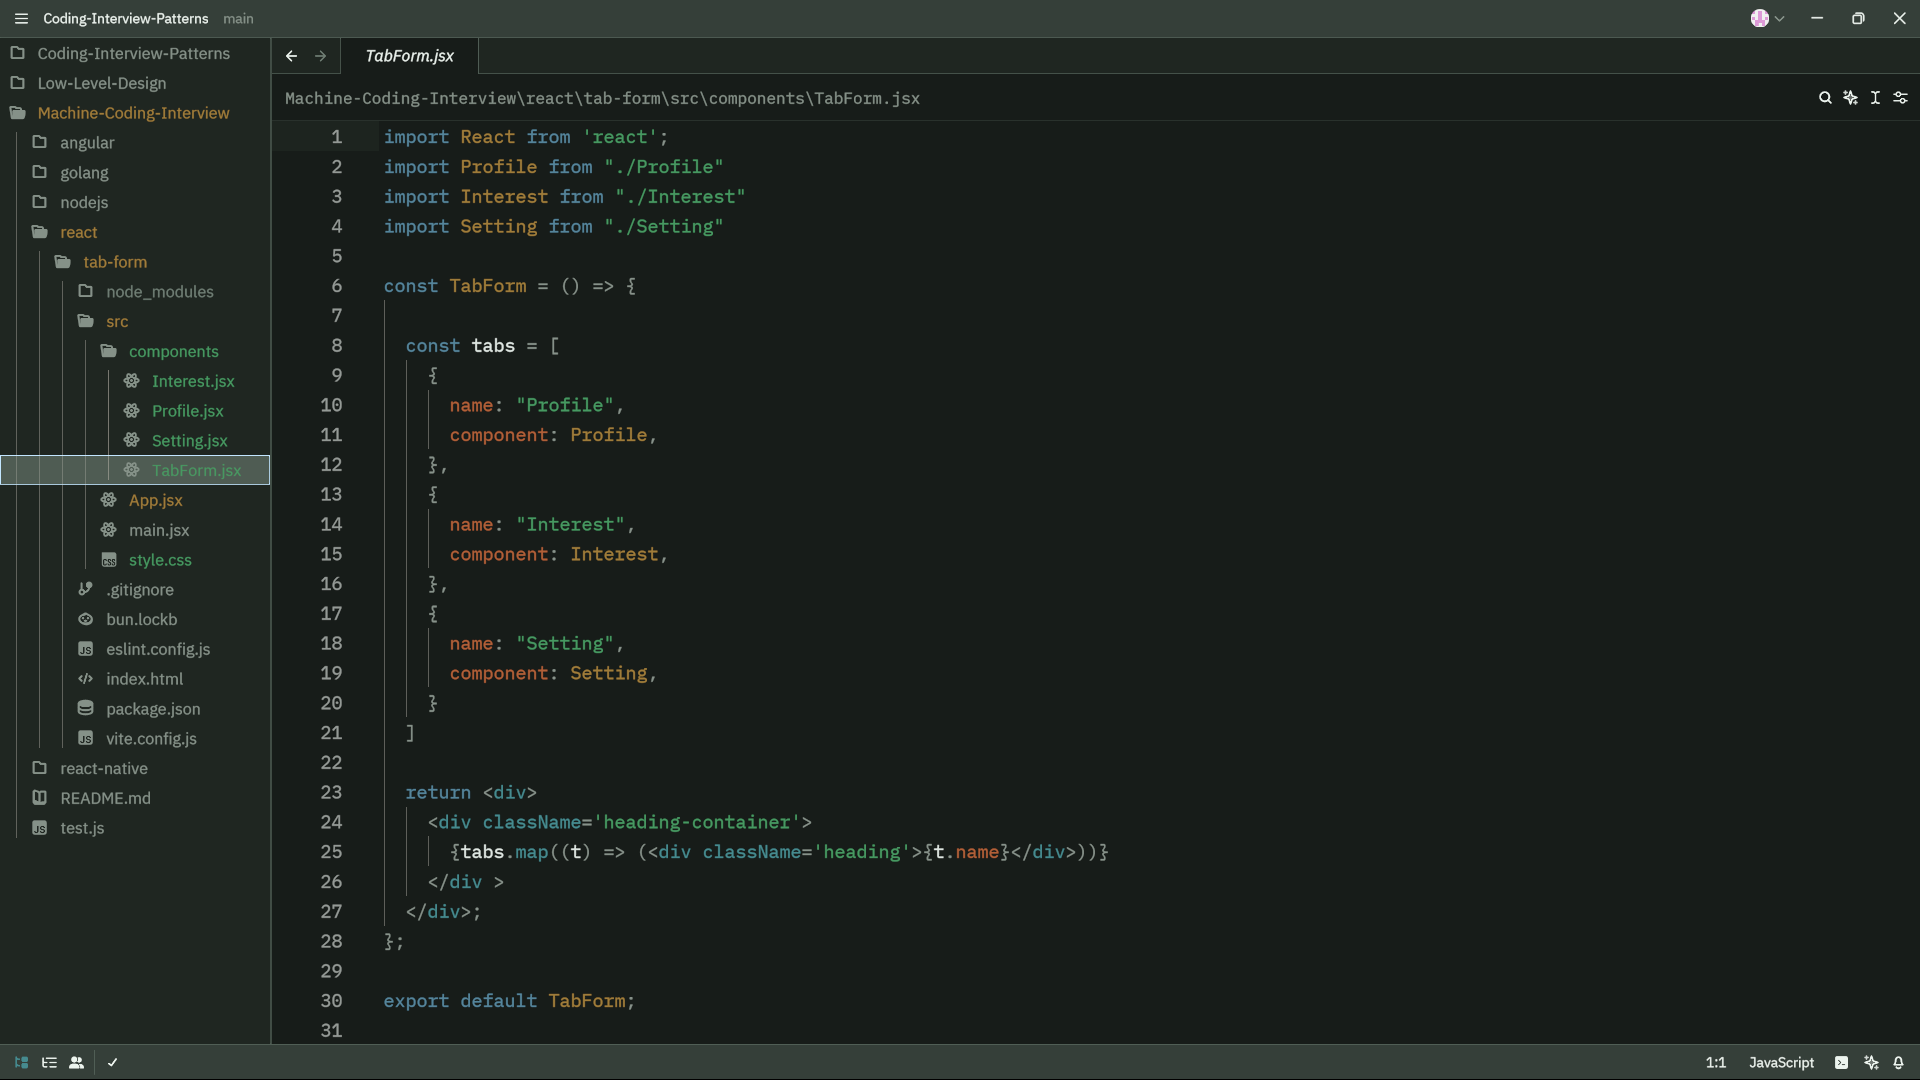 Coding-Interview-Patterns main
Coding-Interview-Patterns
Low-Level-Design
Machine-Coding-Interview
angular
golang
nodejs
react
tab-form
node_modules
src
components
Interest.jsx
Profile.jsx
Setting.jsx
TabForm.jsx
App.jsx
main.jsx
style.css
.gitignore
bun.lockb
eslint.config.js
index.html
package.json
vite.config.js
react-native
README.md
test.js
TabForm.jsx
Machine-Coding-Interview\react\tab-form\src\components\TabForm.jsx
1 import React from 'react';
2 import Profile from "./Profile"
3 import Interest from "./Interest"
4 import Setting from "./Setting"
5
6 const TabForm = () => {
7
8   const tabs = [
9     {
10       name: "Profile",
11       component: Profile,
12     },
13     {
14       name: "Interest",
15       component: Interest,
16     },
17     {
18       name: "Setting",
19       component: Setting,
20     }
21   ]
22
23   return <div>
24     <div className='heading-container'>
25       {tabs.map((t) => (<div className='heading'>{t.name}</div>))}
26     </div >
27   </div>;
28 };
29
30 export default TabForm;
31
1:1 JavaScript